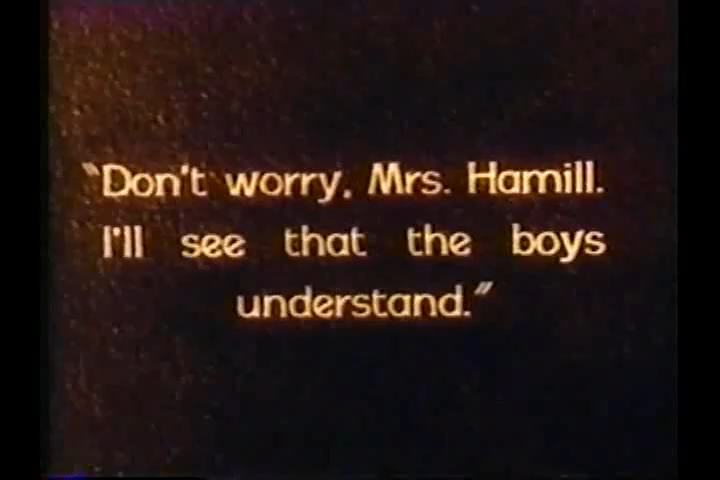 "Don't worry, Mrs. Hamill.
I'll see that the boys
understand."